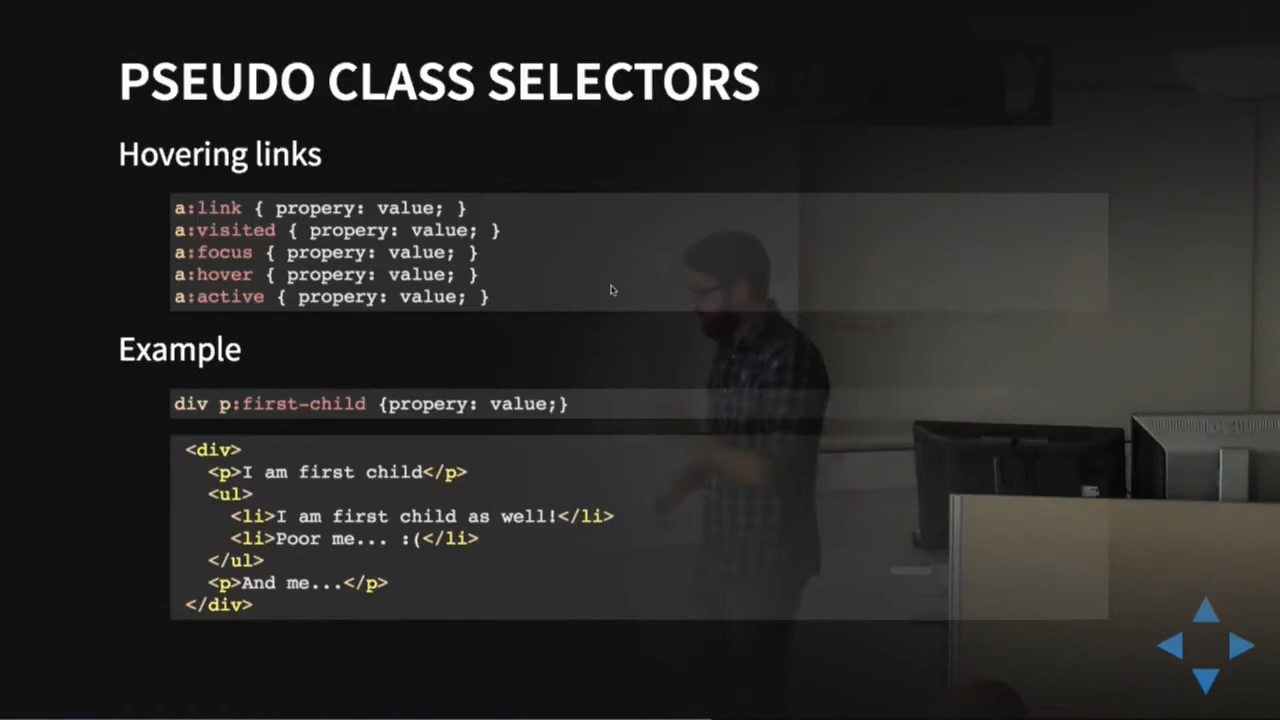 PSEUDO CLASS SELECTORS
Hovering links
a:link { propery: value; }
a:visited { propery: value; }
a:focus { propery: value; }
a:hover { propery: value; }
a:active { propery: value; }
Example
div p:first-child {propery: value;}
<div>
  <p>I am first child</p>
  <ul>
    <li>I am first child as well!</li>
    <li>Poor me... :(</li>
  </ul>
  <p>And me...</p>
</div>